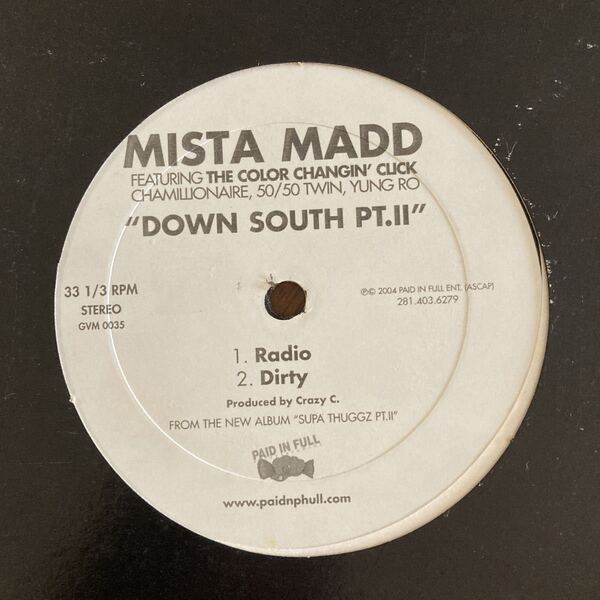 MISTA MADD
FEATURING THE COLOR CHANGIN' CLICK
CHAMILLIONAIRE, 50/50 TWIN, YUNG RO
"DOWN SOUTH PT.II"
33 1/3 RPM
STEREO
GVM 0035
℗© 2004 PAID IN FULL ENT. (ASCAP)
281.403.6279
1. Radio
2. Dirty
Produced by Crazy C.
FROM THE NEW ALBUM "SUPA THUGGZ PT.II"
PAID IN FULL
www.paidnphull.com